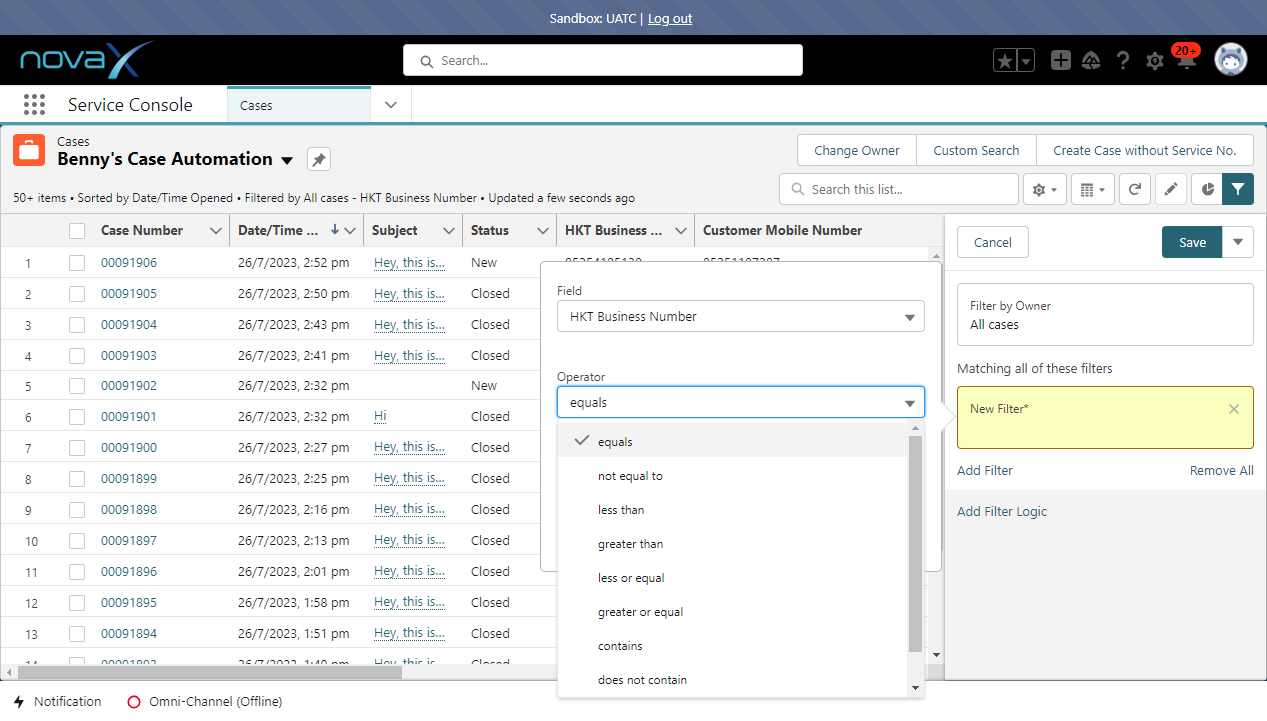 Sandbox: UATC | Log out
novaX
Search...
20+
Service Console
Cases
Cases
Benny's Case Automation
Change Owner
Custom Search
Create Case without Service No.
50+ items • Sorted by Date/Time Opened • Filtered by All cases - HKT Business Number • Updated a few seconds ago
Search this list...
Case Number Date/Time ... Subject Status HKT Business ... Customer Mobile Number
1 00091906 26/7/2023, 2:52 pm Hey, this is... New
2 00091905 26/7/2023, 2:50 pm Hey, this is... Closed
3 00091904 26/7/2023, 2:43 pm Hey, this is... Closed
4 00091903 26/7/2023, 2:41 pm Hey, this is... Closed
5 00091902 26/7/2023, 2:32 pm New
6 00091901 26/7/2023, 2:32 pm Hi Closed
7 00091900 26/7/2023, 2:27 pm Hey, this is... Closed
8 00091899 26/7/2023, 2:25 pm Hey, this is... Closed
9 00091898 26/7/2023, 2:16 pm Hey, this is... Closed
10 00091897 26/7/2023, 2:13 pm Hey, this is... Closed
11 00091896 26/7/2023, 2:01 pm Hey, this is... Closed
12 00091895 26/7/2023, 1:58 pm Hey, this is... Closed
13 00091894 26/7/2023, 1:51 pm Hey, this is... Closed
Field
HKT Business Number
Operator
equals
equals
not equal to
less than
greater than
less or equal
greater or equal
contains
does not contain
Cancel
Save
Filter by Owner
All cases
Matching all of these filters
New Filter*
Add Filter
Remove All
Add Filter Logic
Notification
Omni-Channel (Offline)